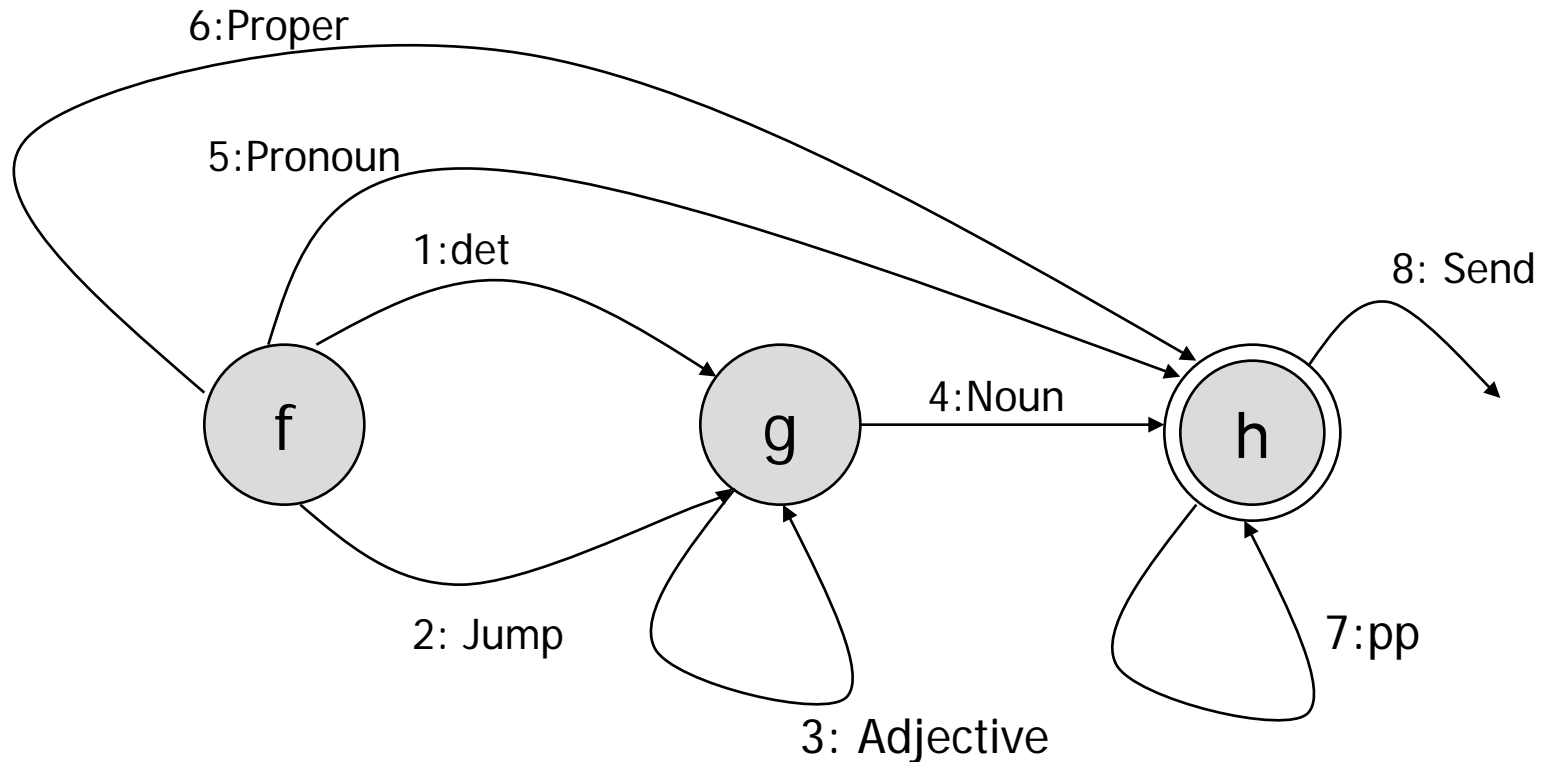 6:Proper
5:Pronoun
1:det
8: Send
4:Noun
f
g
h
2: Jump
7:pp
3: Adjective